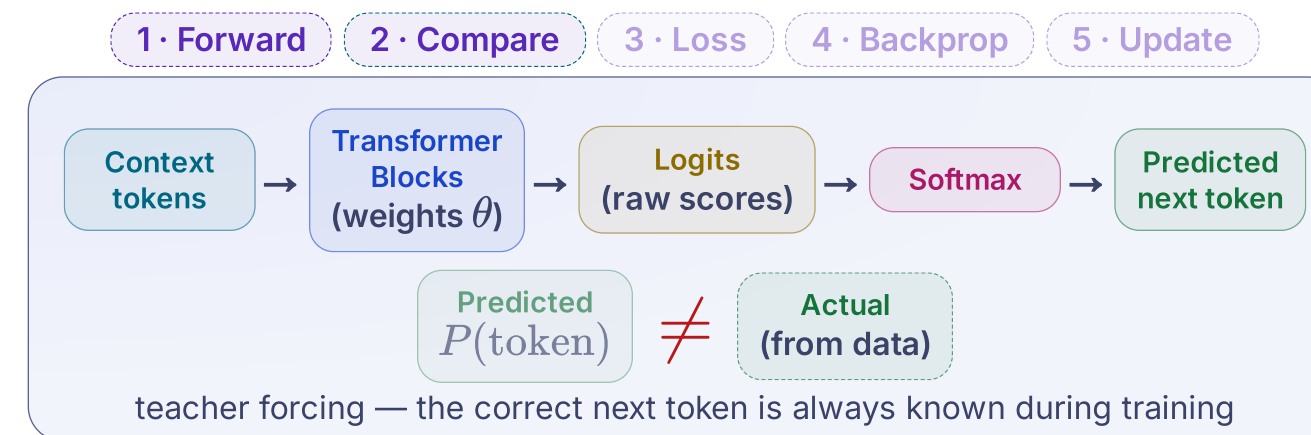 1 · Forward
2 · Compare
3 · Loss
4 · Backprop
5 · Update
Context
tokens
→
Transformer
Blocks
(weights θ)
→
Logits
(raw scores)
→
Softmax
→
Predicted
next token
Predicted
P(token)
≠
Actual
(from data)
teacher forcing — the correct next token is always known during training